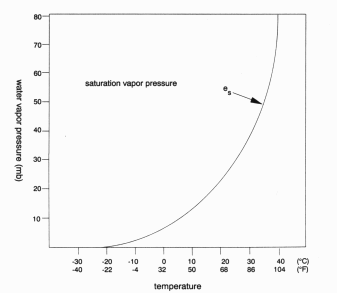 80
70
60
50
40
30
20
10
water vapor pressure (mb)
saturation vapor pressure
e_s
-30 -20 -10 0 10 20 30 40 (°C)
-40 -22 -4 32 50 68 86 104 (°F)
temperature